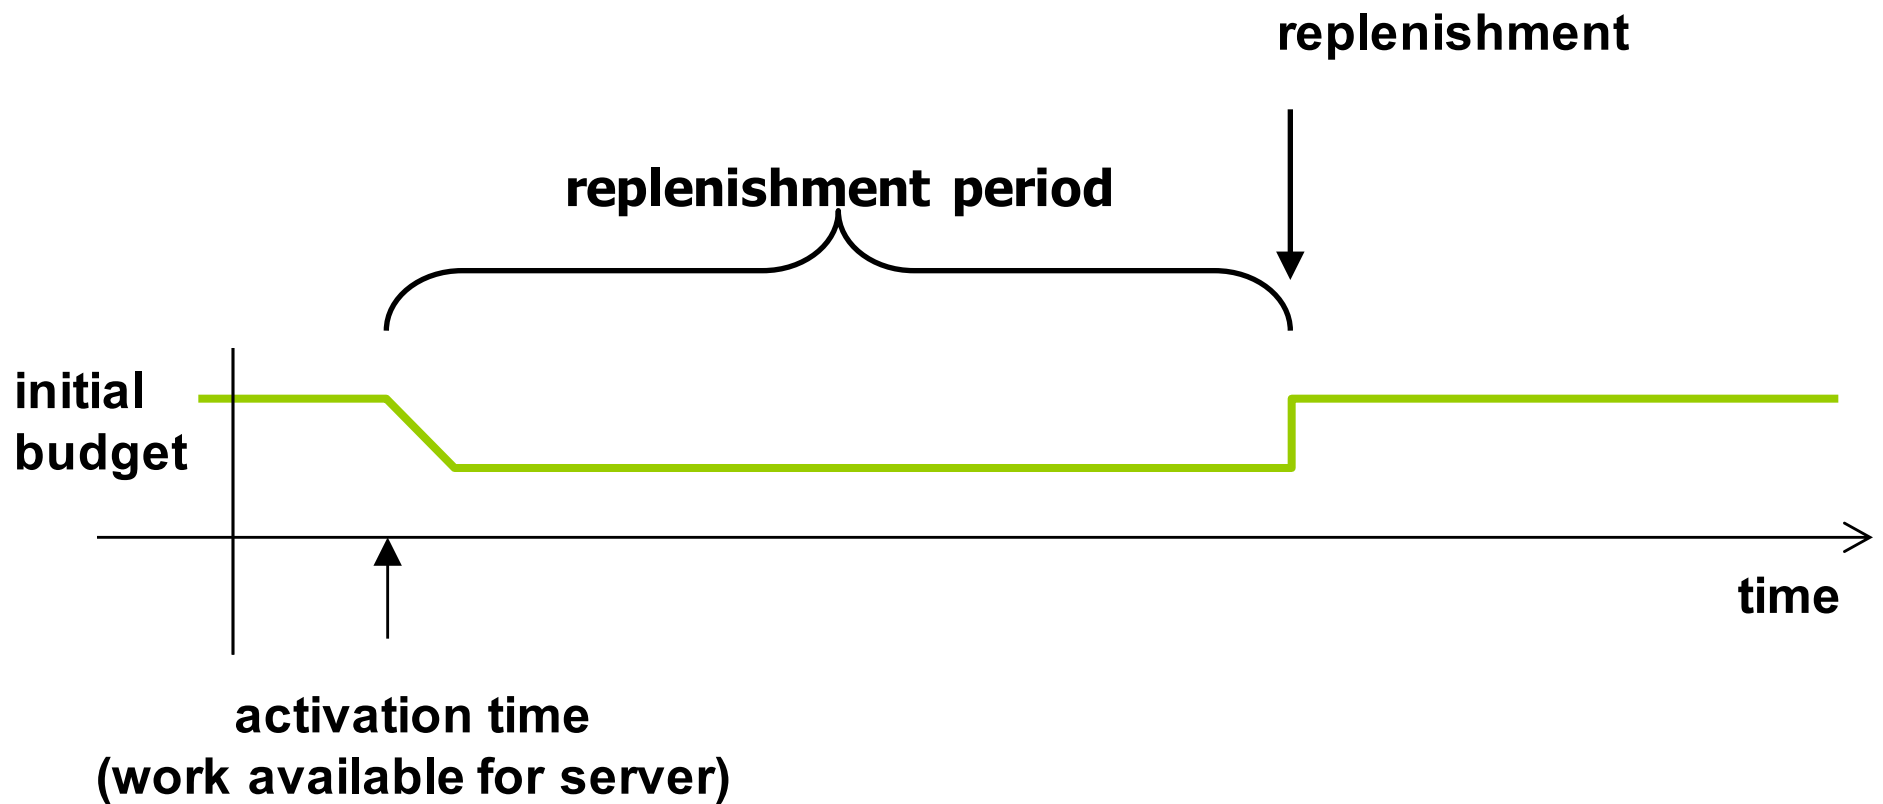 replenishment
replenishment period
initial
budget
time
activation time
(work available for server)